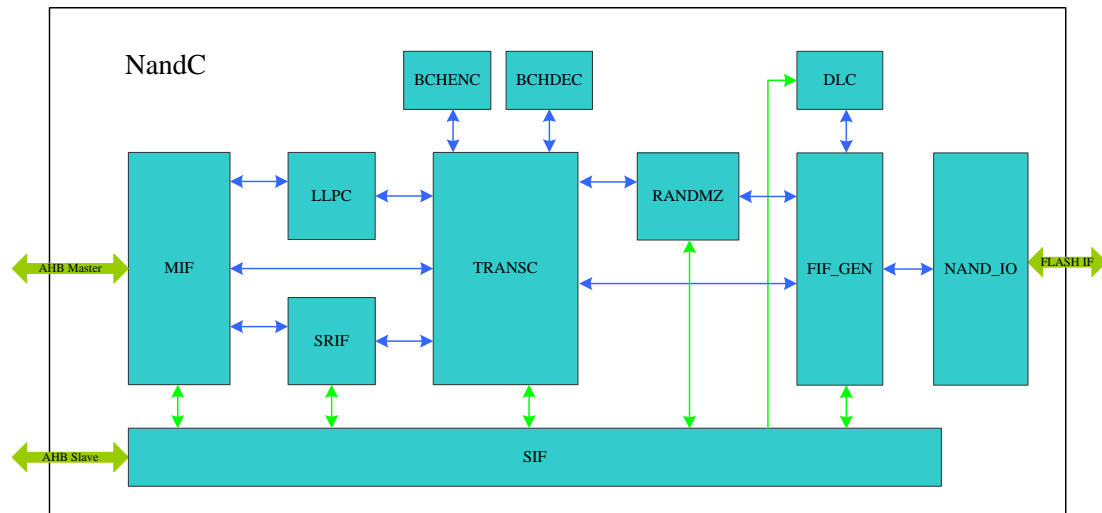 NandC
BCHENC
BCHDEC
DLC
LLPC
RANDMZ
AHB Master
MIF
TRANSC
FIF_GEN
NAND_IO
FLASH IF
SRIF
AHB Slave
SIF